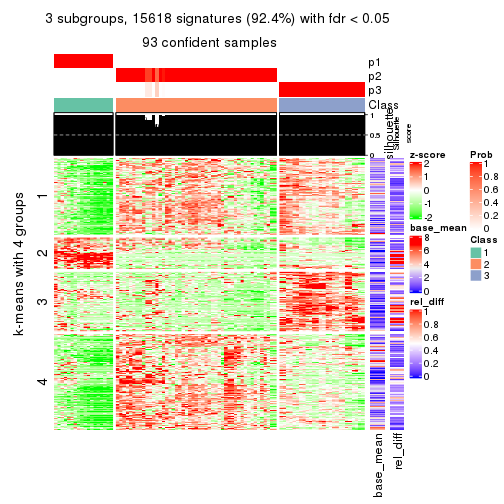 3 subgroups, 15618 signatures (92.4%) with fdr < 0.05
93 confident samples
p1
p2
p3
Class
1
0.5
0
silhouette
Silhouette
score
k-means with 4 groups
1
2
3
4
base_mean
rel_diff
z-score
2
1
0
-1
-2
base_mean
8
6
4
2
0
rel_diff
1
0.8
0.6
0.4
0.2
0
Prob
1
0.8
0.6
0.4
0.2
0
Class
1
2
3